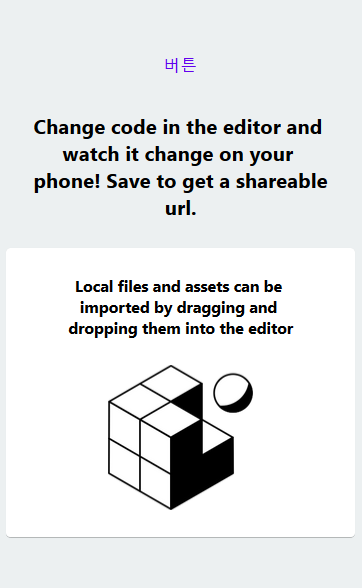 버튼
Change code in the editor and
watch it change on your
phone! Save to get a shareable
url.
Local files and assets can be
imported by dragging and
dropping them into the editor